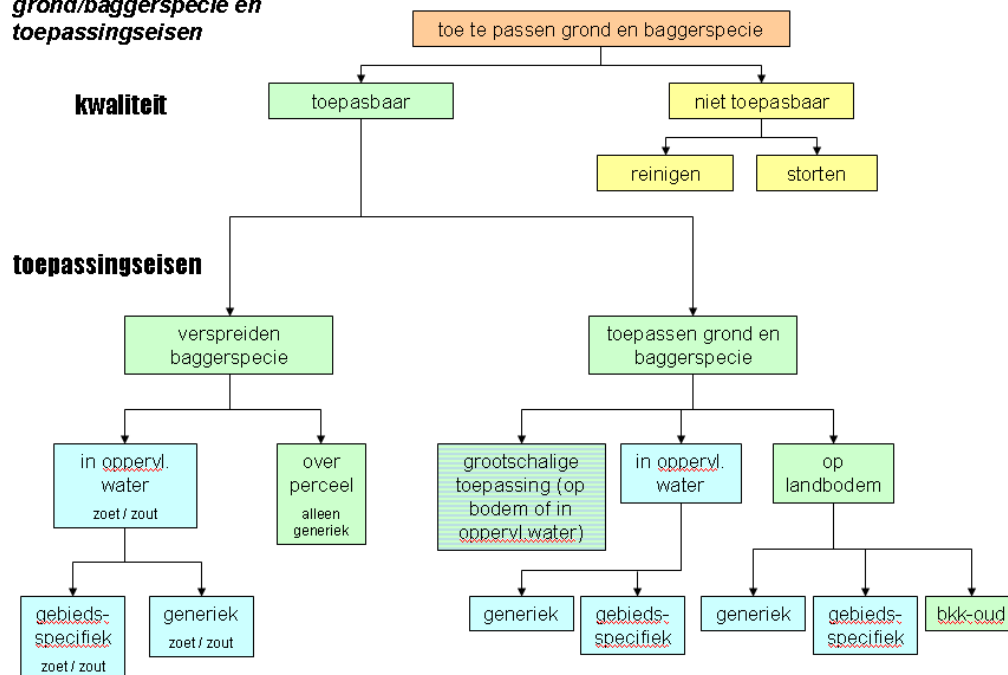 grond/baggerspecie en
toepassingseisen
toe te passen grond en baggerspecie
kwaliteit
toepasbaar
niet toepasbaar
reinigen
storten
toepassingseisen
verspreiden
baggerspecie
toepassen grond en
baggerspecie
in oppervl.
water
zoet / zout
over
perceel
alleen
generiek
grootschalige
toepassing (op
bodem of in
oppervl.water)
in oppervl.
water
op
landbodem
gebieds-
specifiek
zoet / zout
generiek
zoet / zout
generiek
gebieds-
specifiek
generiek
gebieds-
specifiek
bkk-oud